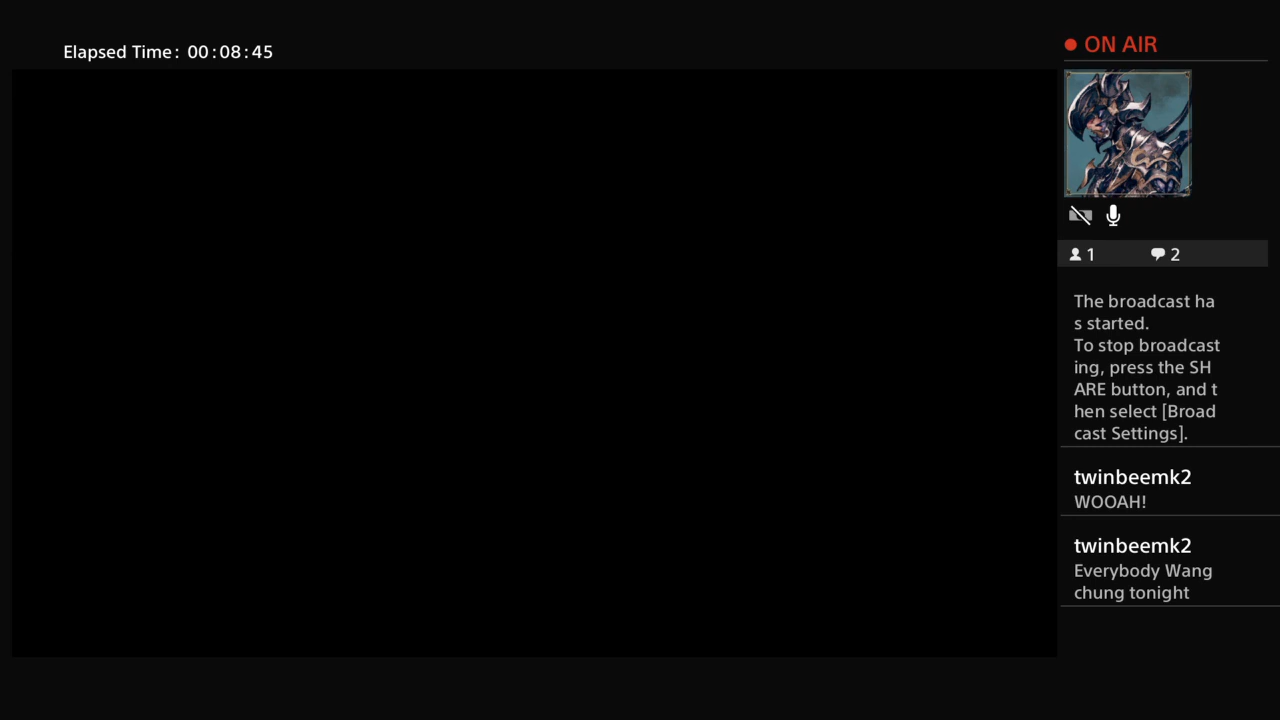 Elapsed Time: 00:08:45
ON AIR
1 2
The broadcast ha
s started.
To stop broadcast
ing, press the SH
ARE button, and t
hen select [Broad
cast Settings].
twinbeemk2
WOOAH!
twinbeemk2
Everybody Wang
chung tonight